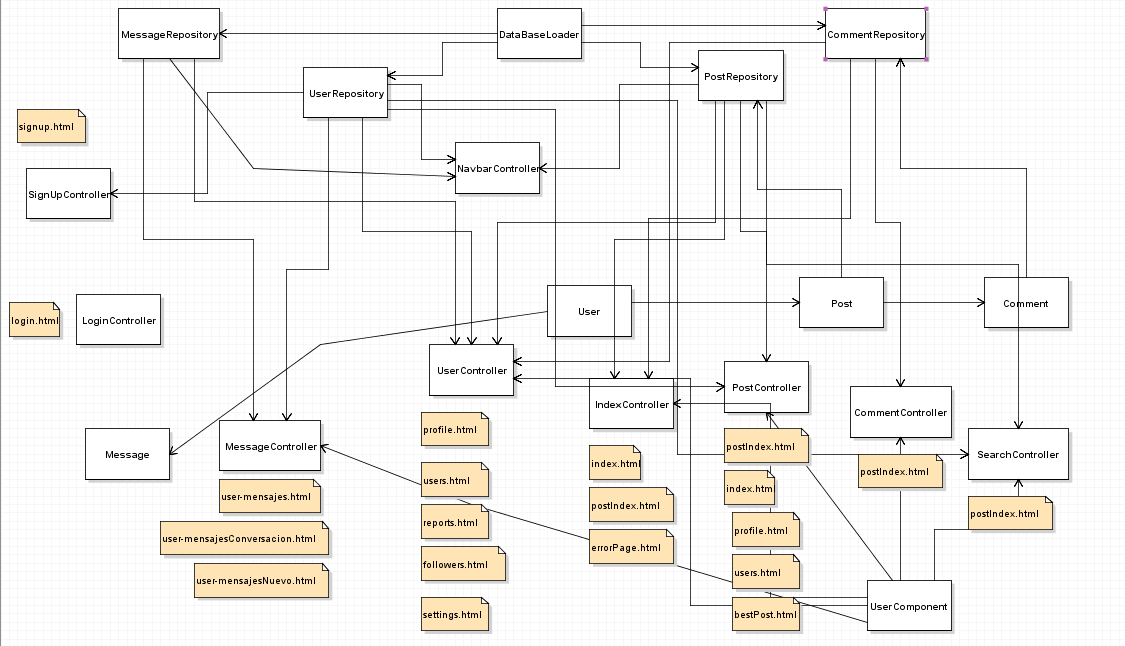 MessageRepository
DataBaseLoader
CommentRepository
PostRepository
UserRepository
signup.html
NavbarController
SignUpController
User
Post
Comment
login.html
LoginController
UserController
PostController
IndexController
CommentController
profile.html
Message
MessageController
postIndex.html
SearchController
index.html
postIndex.html
users.html
index.html
user-mensajes.html
postIndex.html
postIndex.html
reports.html
profile.html
user-mensajesConversacion.html
errorPage.html
followers.html
users.html
user-mensajesNuevo.html
UserComponent
settings.html
bestPost.html